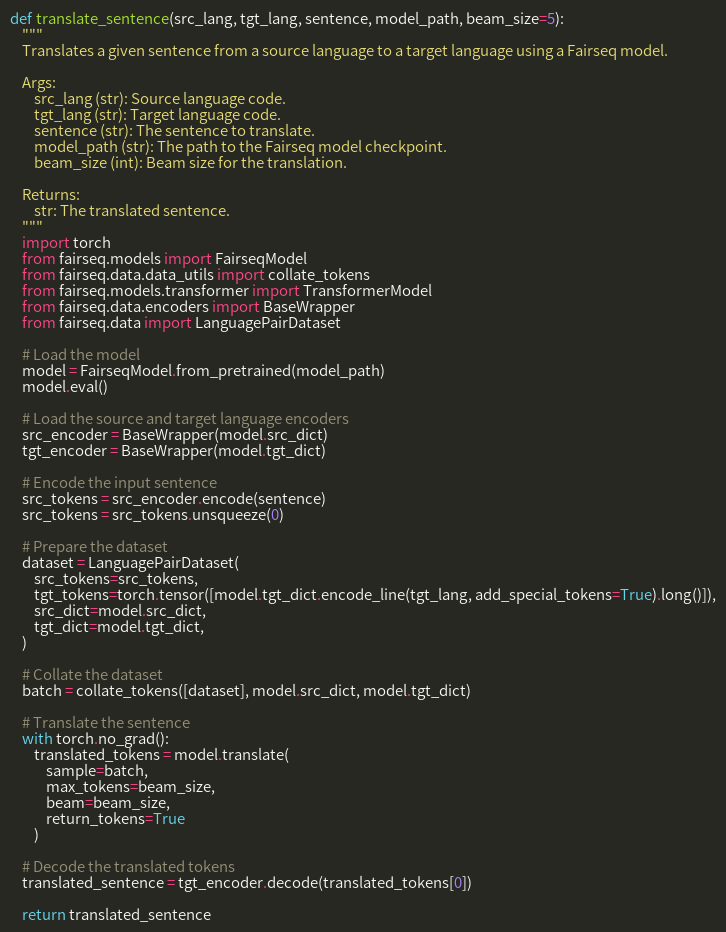 def translate_sentence(src_lang, tgt_lang, sentence, model_path, beam_size=5):
    """
    Translates a given sentence from a source language to a target language using a Fairseq model.

    Args:
        src_lang (str): Source language code.
        tgt_lang (str): Target language code.
        sentence (str): The sentence to translate.
        model_path (str): The path to the Fairseq model checkpoint.
        beam_size (int): Beam size for the translation.

    Returns:
        str: The translated sentence.
    """
    import torch
    from fairseq.models import FairseqModel
    from fairseq.data.data_utils import collate_tokens
    from fairseq.models.transformer import TransformerModel
    from fairseq.data.encoders import BaseWrapper
    from fairseq.data import LanguagePairDataset

    # Load the model
    model = FairseqModel.from_pretrained(model_path)
    model.eval()

    # Load the source and target language encoders
    src_encoder = BaseWrapper(model.src_dict)
    tgt_encoder = BaseWrapper(model.tgt_dict)

    # Encode the input sentence
    src_tokens = src_encoder.encode(sentence)
    src_tokens = src_tokens.unsqueeze(0)

    # Prepare the dataset
    dataset = LanguagePairDataset(
        src_tokens=src_tokens,
        tgt_tokens=torch.tensor([model.tgt_dict.encode_line(tgt_lang, add_special_tokens=True).long()]),
        src_dict=model.src_dict,
        tgt_dict=model.tgt_dict,
    )

    # Collate the dataset
    batch = collate_tokens([dataset], model.src_dict, model.tgt_dict)

    # Translate the sentence
    with torch.no_grad():
        translated_tokens = model.translate(
            sample=batch,
            max_tokens=beam_size,
            beam=beam_size,
            return_tokens=True
        )

    # Decode the translated tokens
    translated_sentence = tgt_encoder.decode(translated_tokens[0])

    return translated_sentence